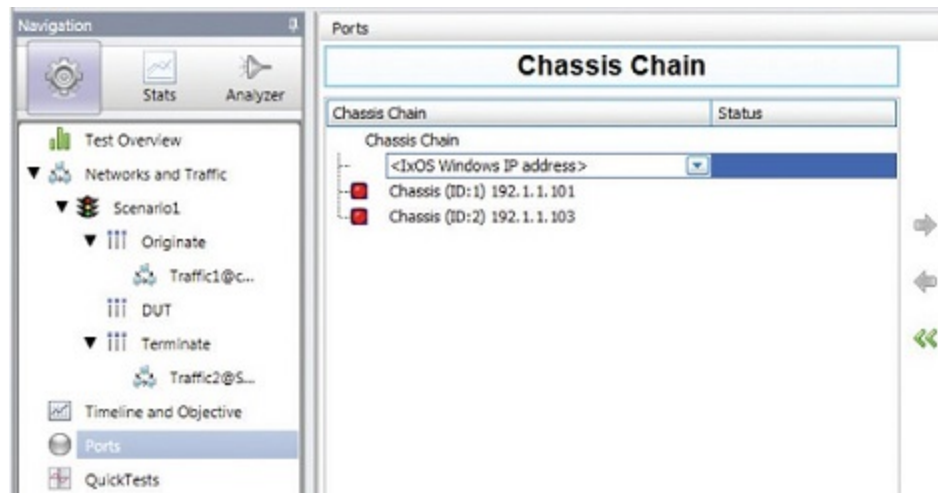 Navigation
Stats
Analyzer
Test Overview
Networks and Traffic
Scenario1
Originate
Traffic1@c...
DUT
Terminate
Traffic2@S...
Timeline and Objective
Ports
QuickTests
Ports
Chassis Chain
Chassis Chain Status
Chassis Chain
<IxOS Windows IP address>
Chassis (ID:1) 192.1.1.101
Chassis (ID:2) 192.1.1.103